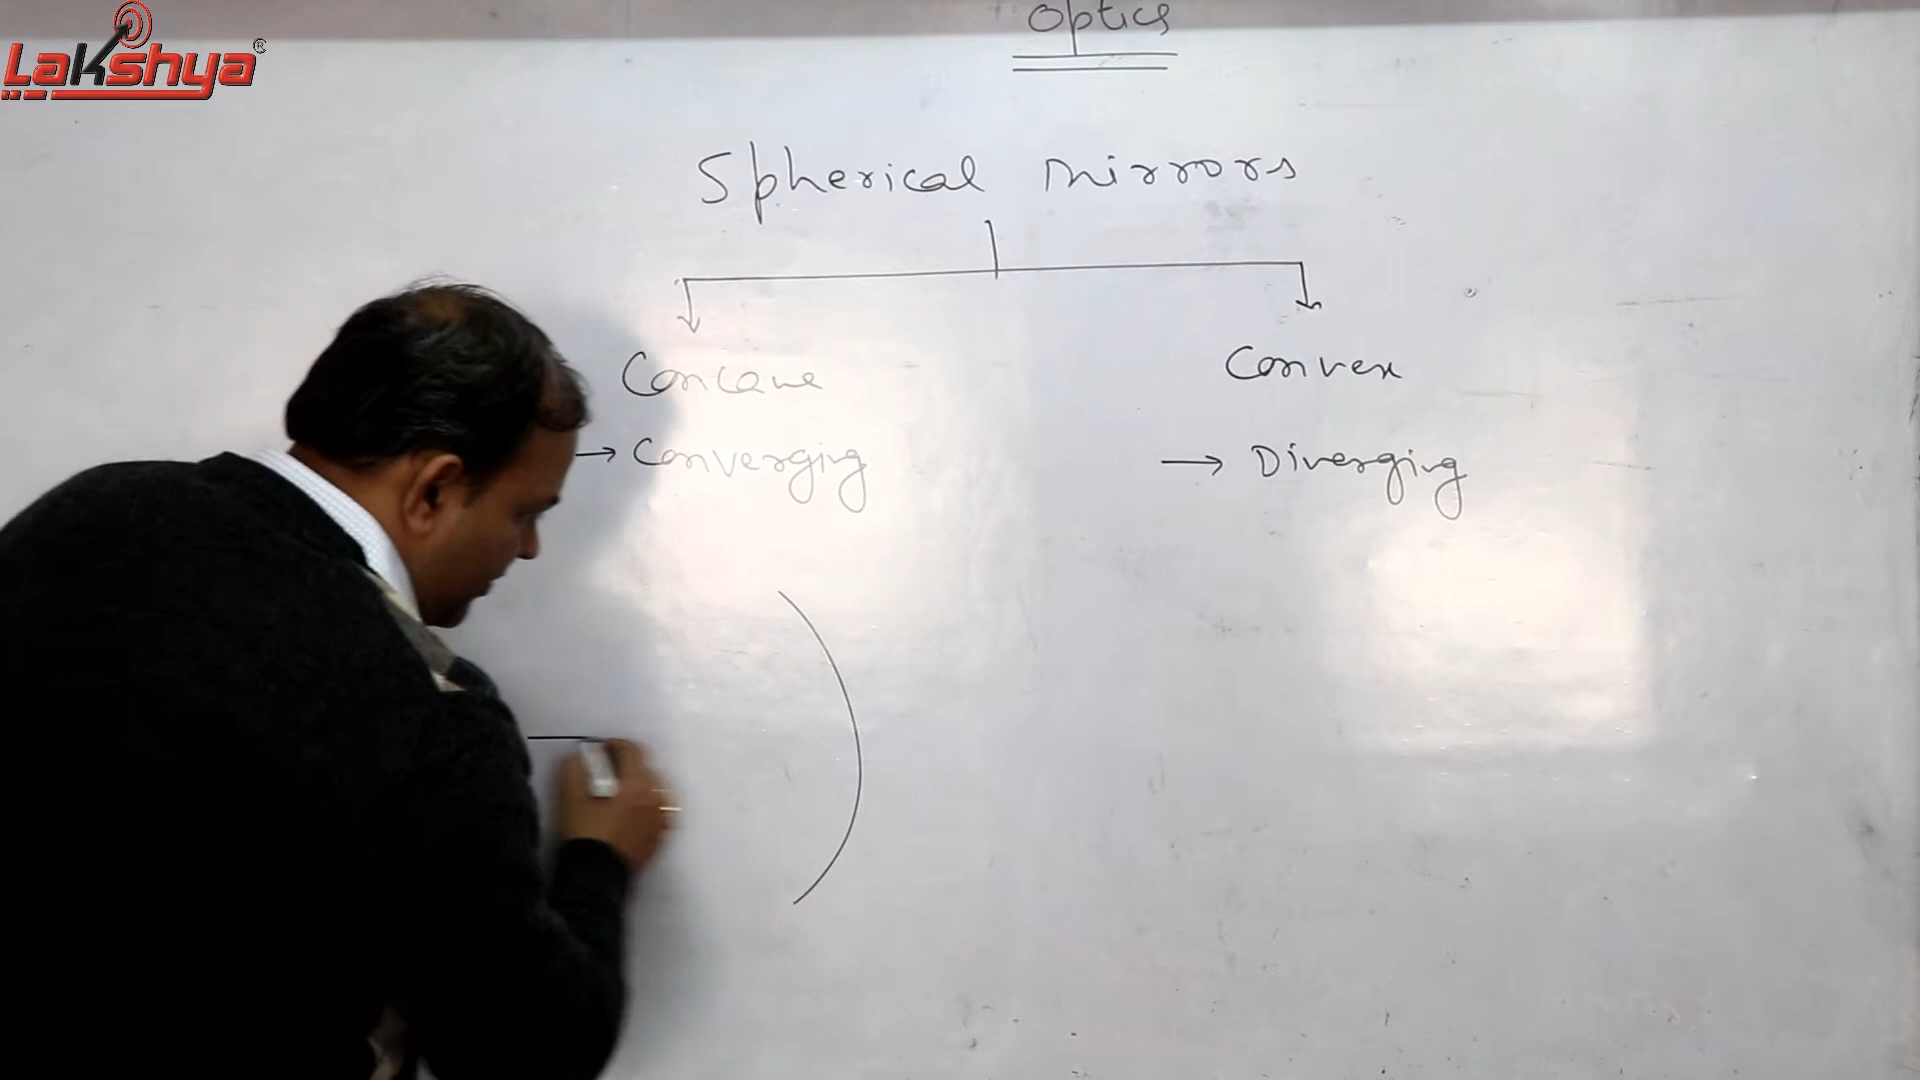 Lakshya®
Optics
Spherical mirrors
Concave
Convex
→ Converging
→ Diverging